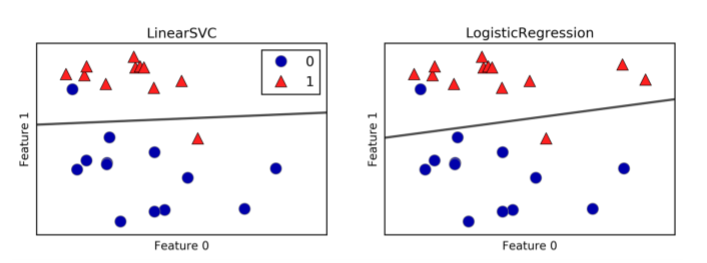 LinearSVC
0
1
Feature 1
Feature 0
LogisticRegression
Feature 1
Feature 0